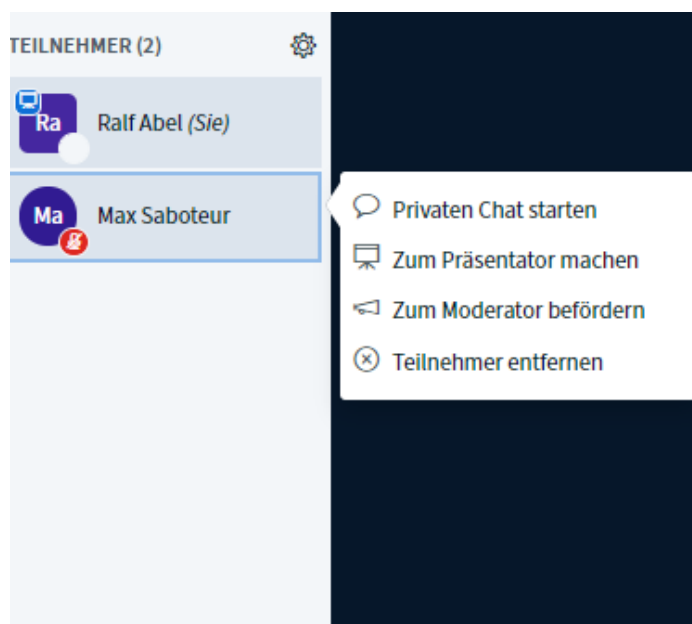 TEILNEHMER (2)
Ra
Ralf Abel (Sie)
Ma
Max Saboteur
Privaten Chat starten
Zum Präsentator machen
Zum Moderator befördern
Teilnehmer entfernen